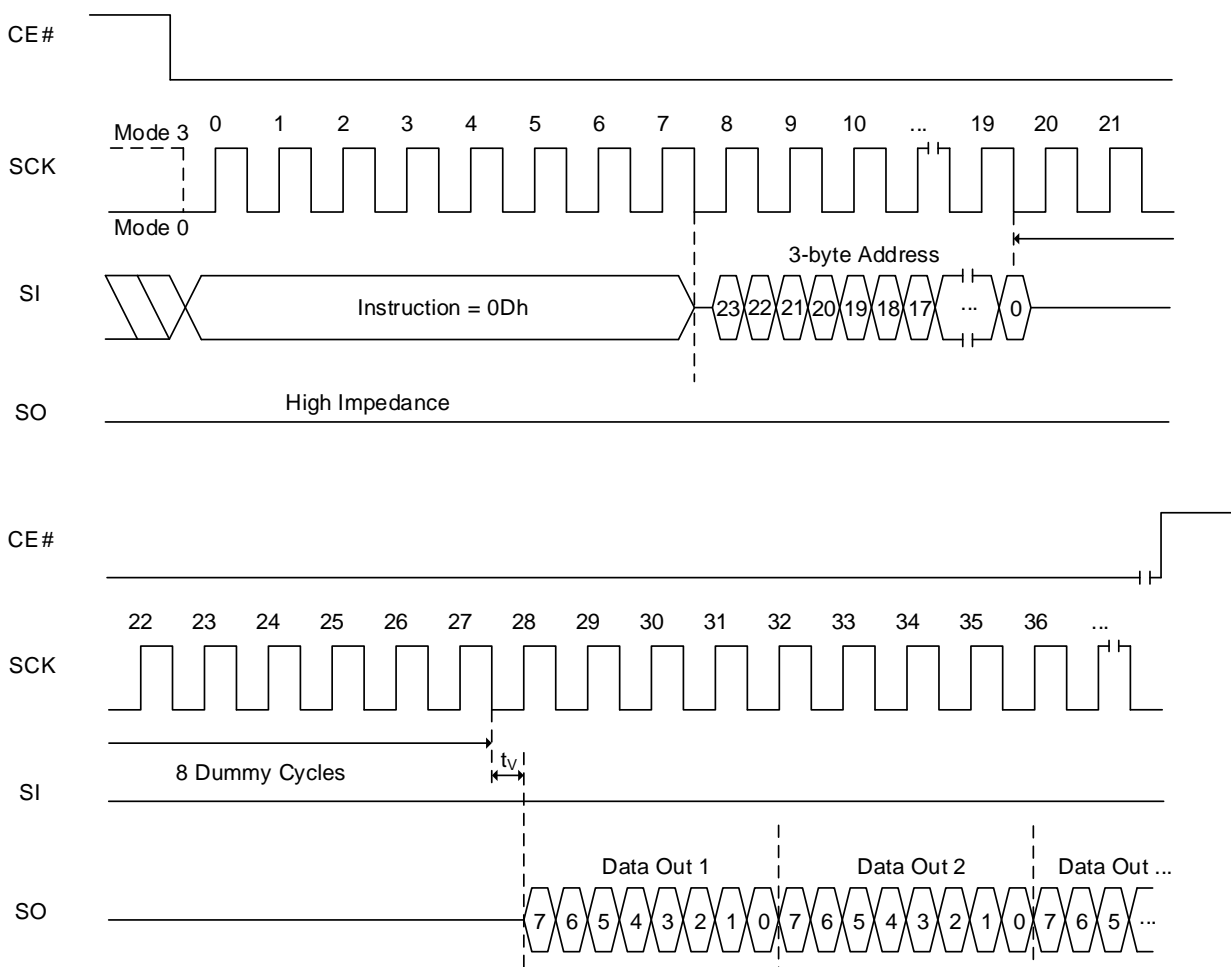 CE#
Mode 3 0 1 2 3 4 5 6 7 8 9 10 ... 19 20 21
SCK
Mode 0
3-byte Address
SI Instruction = 0Dh 23 22 21 20 19 18 17 ... 0
High Impedance
SO
CE#
22 23 24 25 26 27 28 29 30 31 32 33 34 35 36 ...
SCK
8 Dummy Cycles tV
SI
Data Out 1 Data Out 2 Data Out ...
SO 7 6 5 4 3 2 1 0 7 6 5 4 3 2 1 0 7 6 5 ...